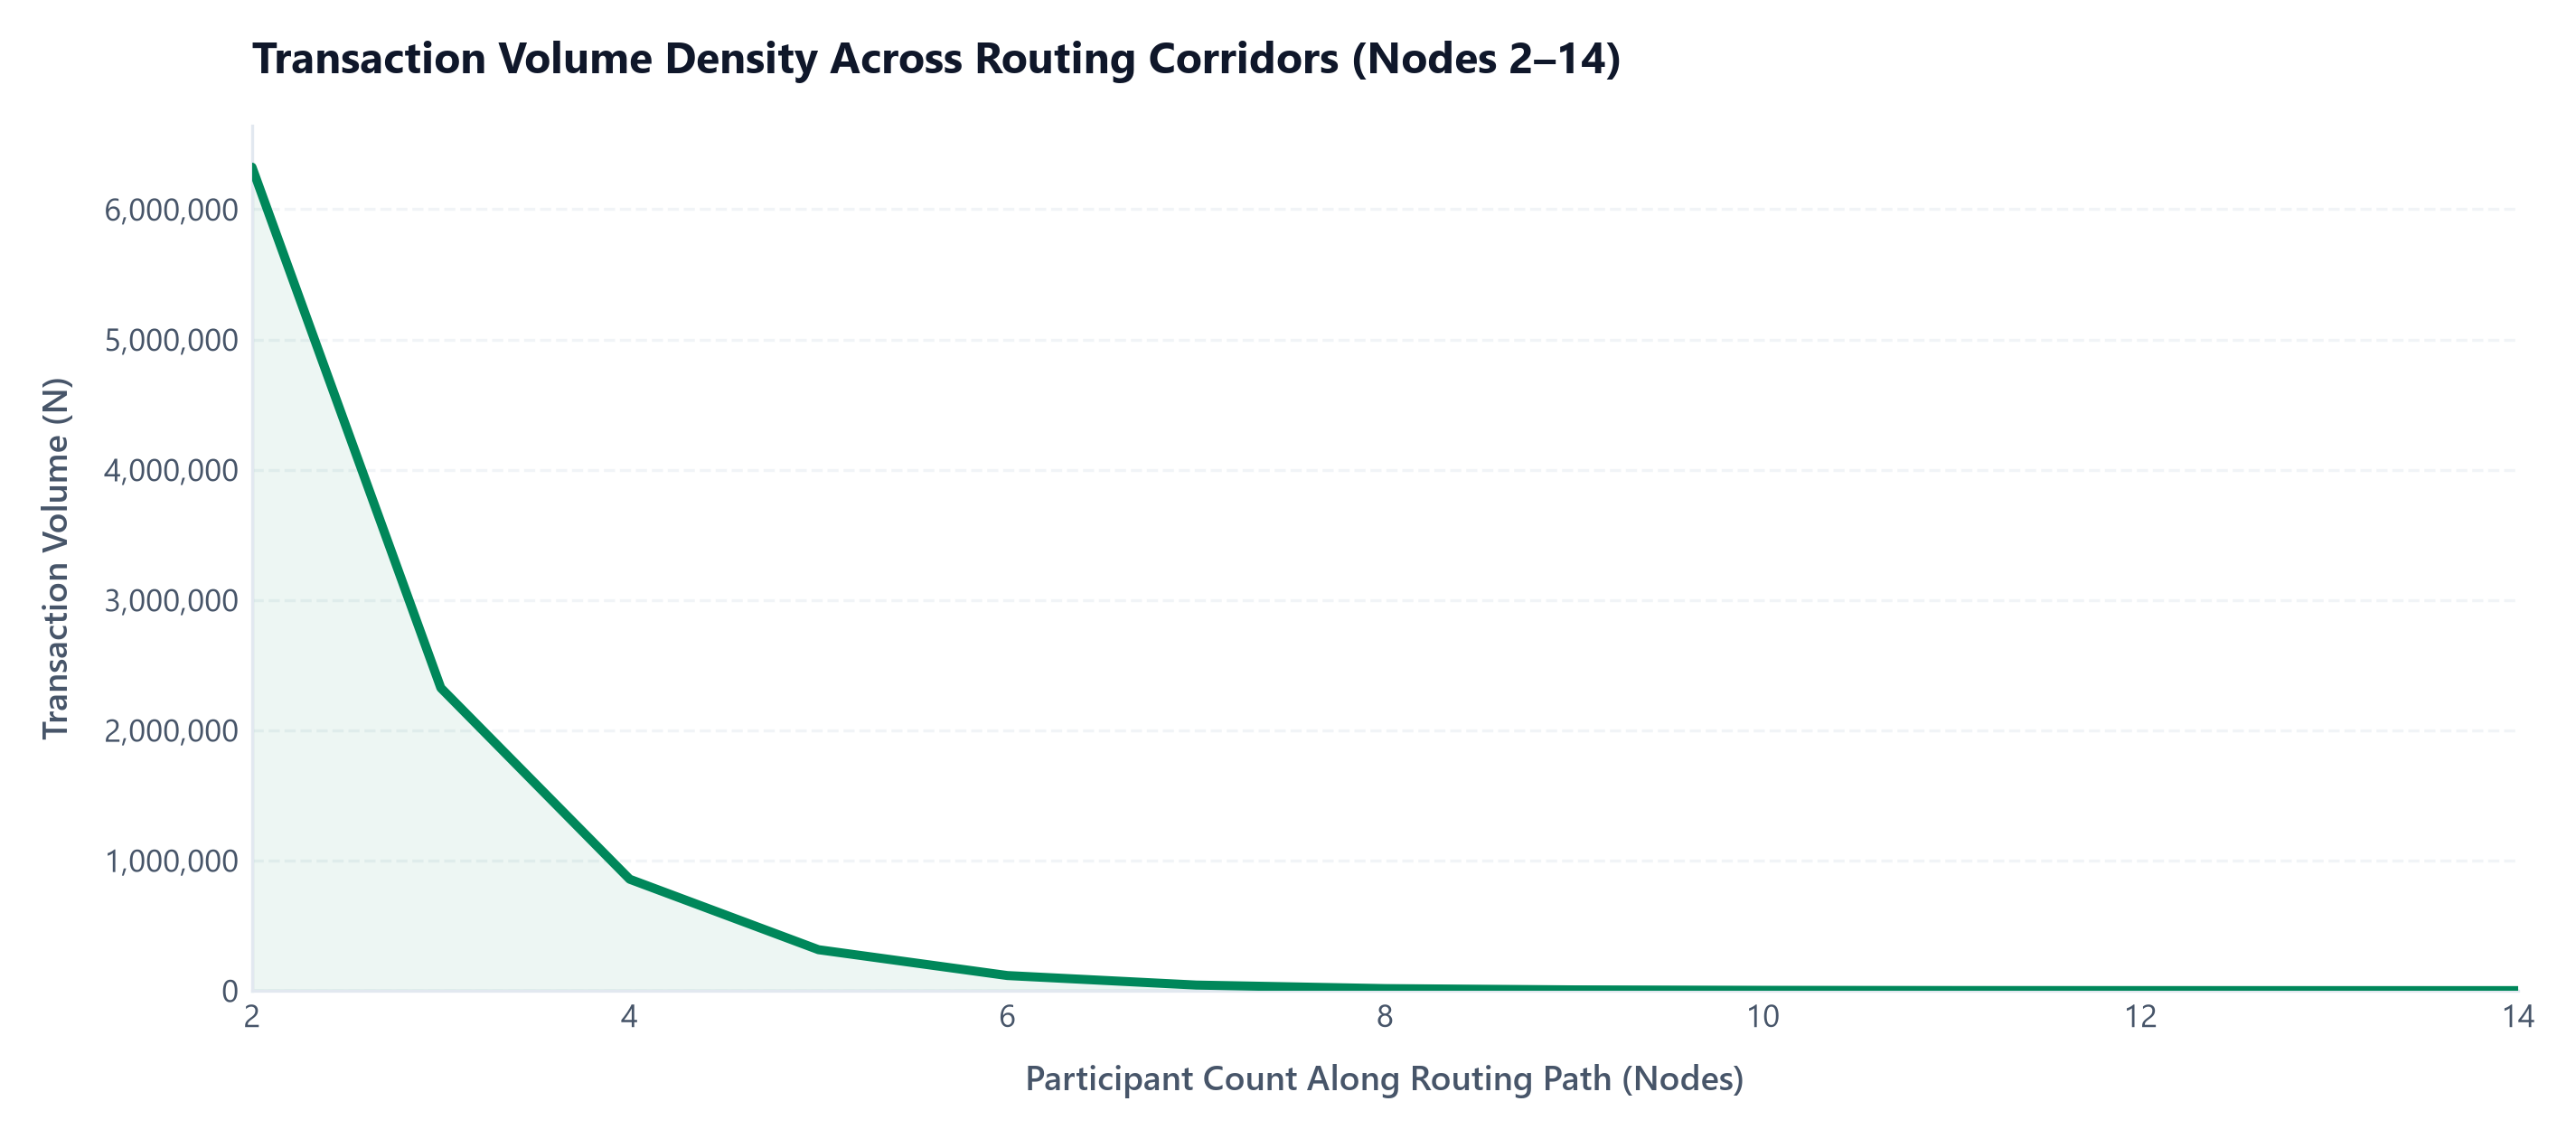 Transaction Volume Density Across Routing Corridors (Nodes 2–14)
Transaction Volume (N)
6,000,000
5,000,000
4,000,000
3,000,000
2,000,000
1,000,000
0
2 4 6 8 10 12 14
Participant Count Along Routing Path (Nodes)